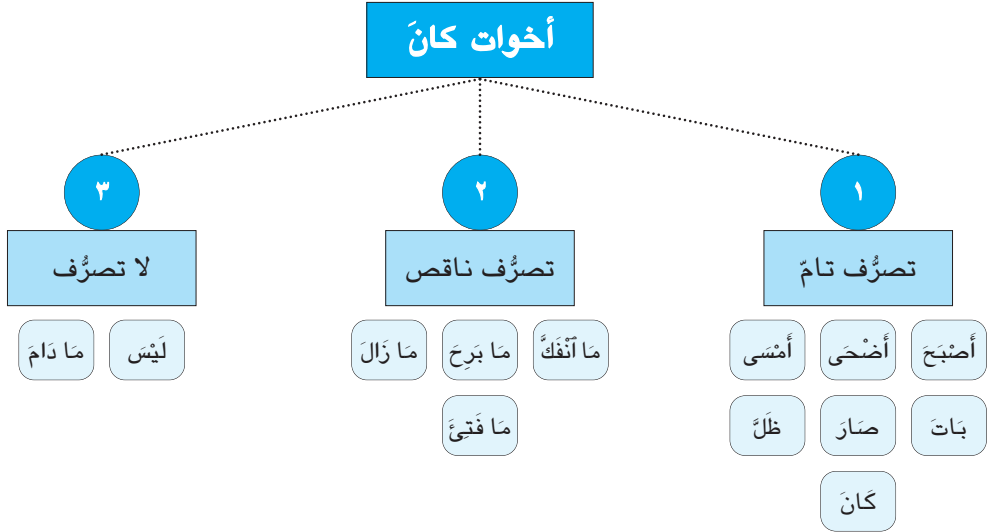 أخوات كانَ
١
تصرُّف تامّ
أَصْبَحَ
أَضْحَى
أَمْسَى
بَاتَ
صَارَ
ظَلَّ
كَانَ
٢
تصرُّف ناقص
مَا ٱنْفَكَّ
مَا بَرِحَ
مَا زَالَ
مَا فَتِئَ
٣
لا تصرُّف
لَيْسَ
مَا دَامَ